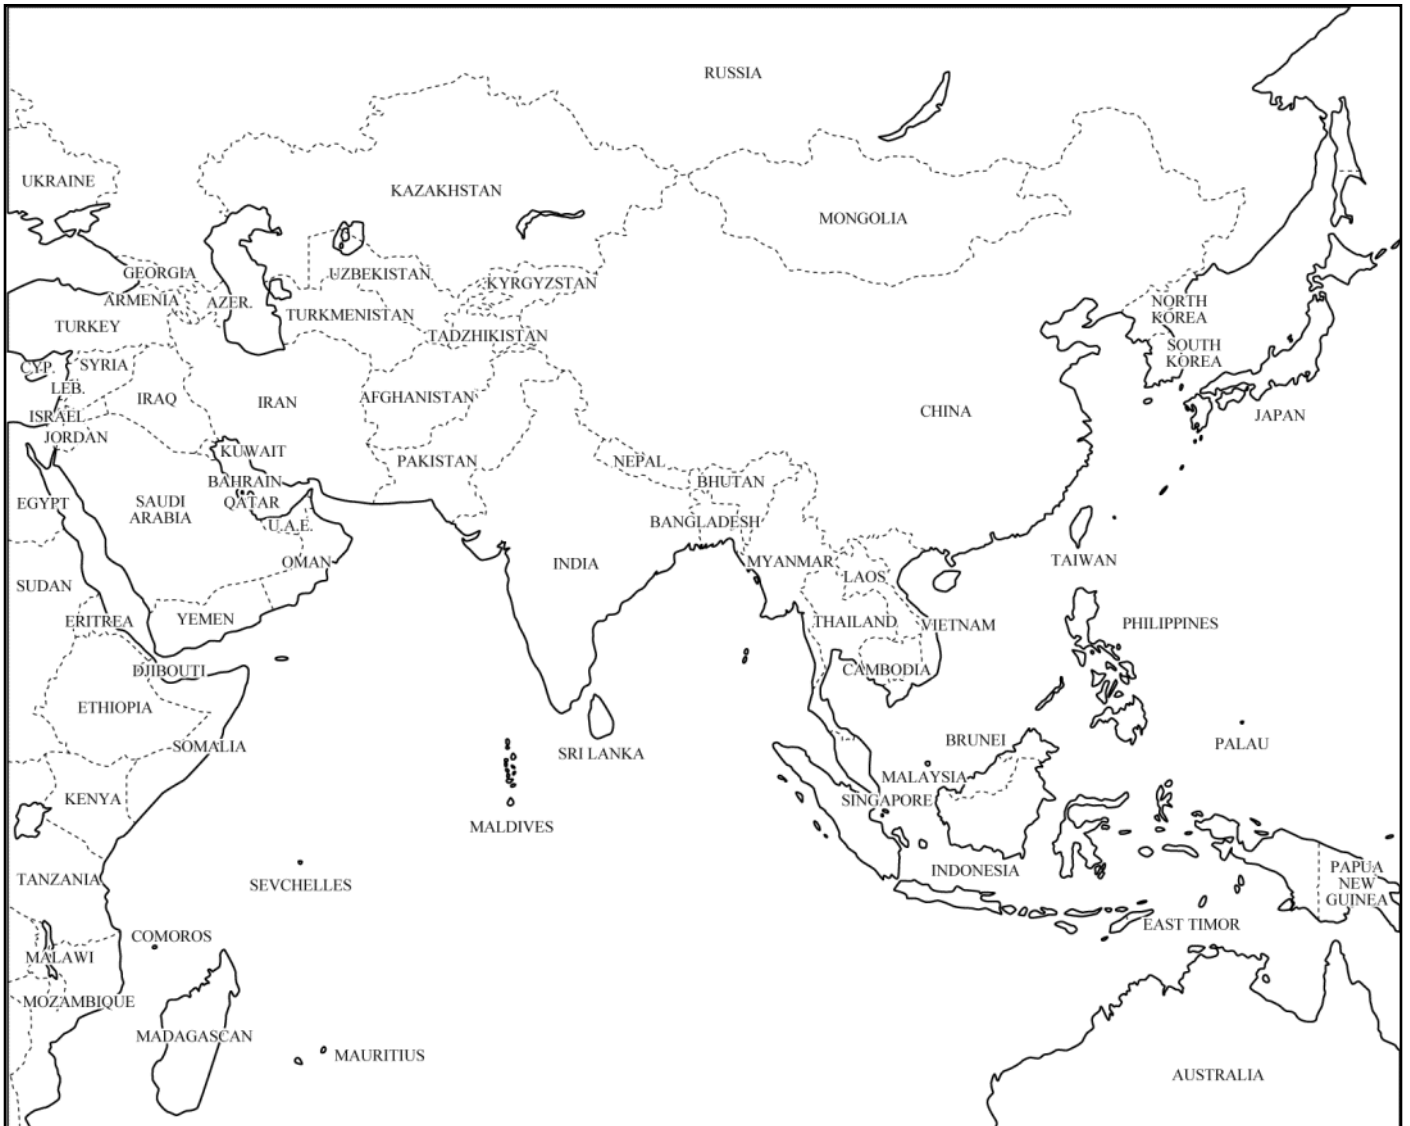 RUSSIA
UKRAINE
KAZAKHSTAN
MONGOLIA
GEORGIA
UZBEKISTAN
KYRGYZSTAN
ARMENIA
AZER.
TURKMENISTAN
NORTH
KOREA
TURKEY
TADZHIKISTAN
SOUTH
KOREA
CYP.
SYRIA
LEB.
IRAQ
IRAN
AFGHANISTAN
CHINA
JAPAN
ISRAEL
JORDAN
KUWAIT
PAKISTAN
NEPAL
BAHRAIN
BHUTAN
EGYPT
SAUDI
ARABIA
QATAR
U.A.E.
BANGLADESH
OMAN
INDIA
MYANMAR
LAOS
TAIWAN
SUDAN
ERITREA
YEMEN
THAILAND
VIETNAM
PHILIPPINES
DJIBOUTI
CAMBODIA
ETHIOPIA
SOMALIA
SRI LANKA
BRUNEI
PALAU
MALAYSIA
KENYA
SINGAPORE
MALDIVES
TANZANIA
SEVCHELLES
INDONESIA
PAPUA
NEW
GUINEA
COMOROS
EAST TIMOR
MALAWI
MOZAMBIQUE
MADAGASCAN
MAURITIUS
AUSTRALIA